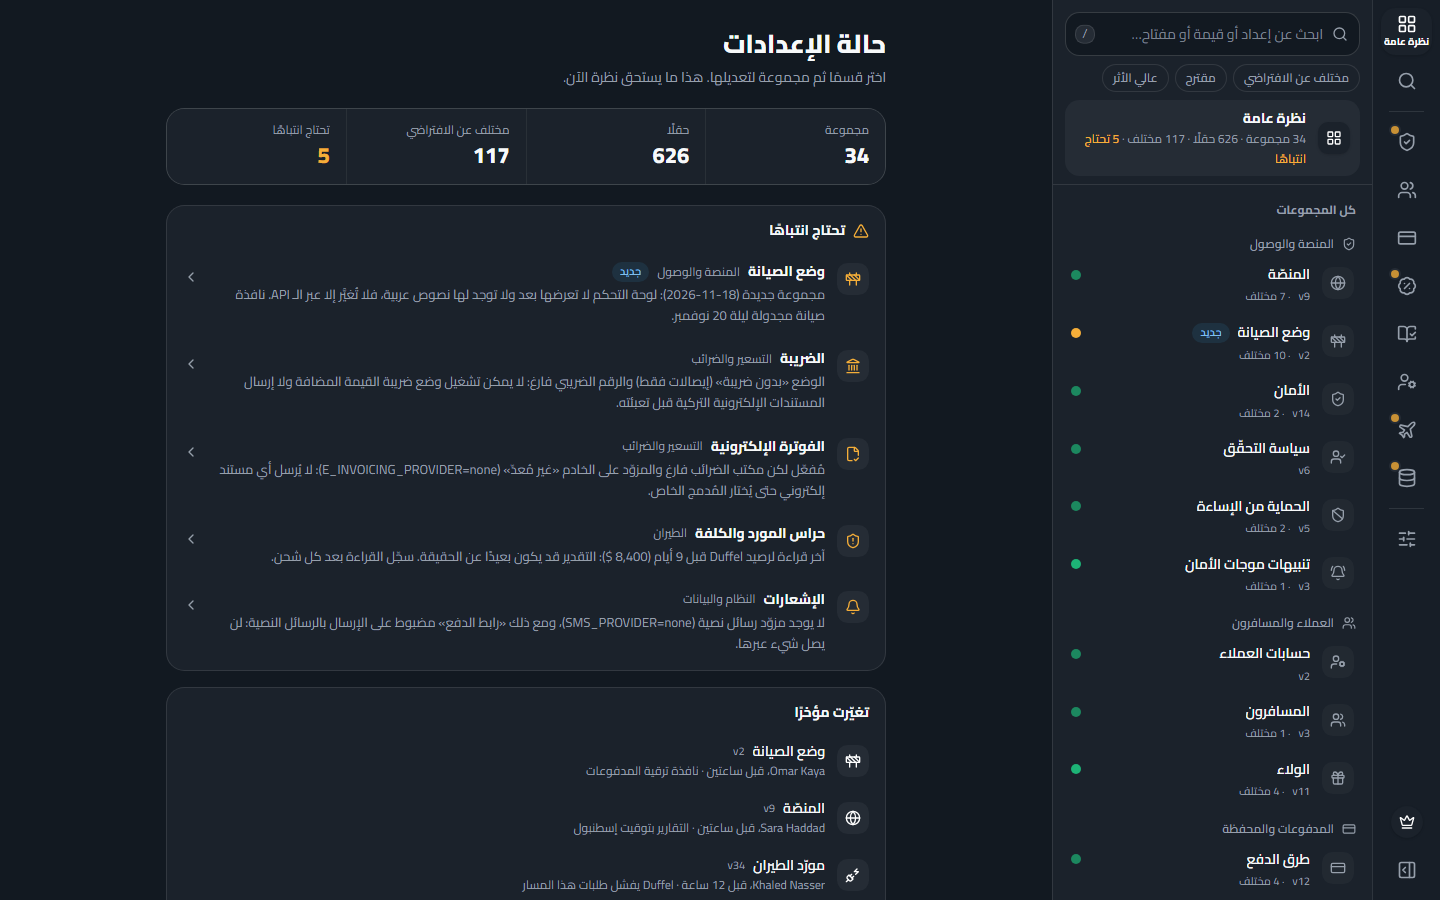 نظرة عامة
ابحث عن إعداد أو قيمة أو مفتاح...
/
مختلف عن الافتراضي
مقترح
عالي الأثر
نظرة عامة
34 مجموعة · 626 حقلًا · 117 مختلف · 5 تحتاج
انتباهًا
كل المجموعات
المنصة والوصول
المنصّة
v9 · 7 مختلف
وضع الصيانة جديد
v2 · 10 مختلف
الأمان
v14 · 2 مختلف
سياسة التحقّق
v6
الحماية من الإساءة
v5 · 2 مختلف
تنبيهات موجات الأمان
v3 · 1 مختلف
العملاء والمسافرون
حسابات العملاء
v2
المسافرون
v3 · 1 مختلف
الولاء
v11 · 4 مختلف
المدفوعات والمحفظة
طرق الدفع
v12 · 4 مختلف
حالة الإعدادات
اختر قسمًا ثم مجموعة لتعديلها. هذا ما يستحق نظرة الآن.
مجموعة
34
حقلًا
626
مختلف عن الافتراضي
117
تحتاج انتباهًا
5
تحتاج انتباهًا
وضع الصيانة المنصة والوصول جديد
مجموعة جديدة (2026-11-18): لوحة التحكم لا تعرضها بعد ولا توجد لها نصوص عربية، فلا تُغيَّر إلا عبر الـ API. نافذة
صيانة مجدولة ليلة 20 نوفمبر.
الضريبة التسعير والضرائب
الوضع «بدون ضريبة» (إيصالات فقط) والرقم الضريبي فارغ: لا يمكن تشغيل وضع ضريبة القيمة المضافة ولا إرسال
المستندات الإلكترونية التركية قبل تعبئته.
الفوترة الإلكترونية التسعير والضرائب
مُفعّل لكن مكتب الضرائب فارغ والمزوّد على الخادم «غير مُعدّ» (E_INVOICING_PROVIDER=none): لا يُرسل أي مستند
إلكتروني حتى يُختار المُدمج الخاص.
حراس المورد والكلفة الطيران
آخر قراءة لرصيد Duffel قبل 9 أيام (8,400 $): التقدير قد يكون بعيدًا عن الحقيقة. سجّل القراءة بعد كل شحن.
الإشعارات النظام والبيانات
لا يوجد مزوّد رسائل نصية (SMS_PROVIDER=none)، ومع ذلك «رابط الدفع» مضبوط على الإرسال بالرسائل النصية: لن
يصل شيء عبرها.
تغيّرت مؤخرًا
وضع الصيانة v2
Omar Kaya، قبل ساعتين · نافذة ترقية المدفوعات
المنصّة v9
Sara Haddad، قبل ساعتين · التقارير بتوقيت إسطنبول
مورّد الطيران v34
Khaled Nasser، قبل 12 ساعة · Duffel يفشل طلبات هذا المسار